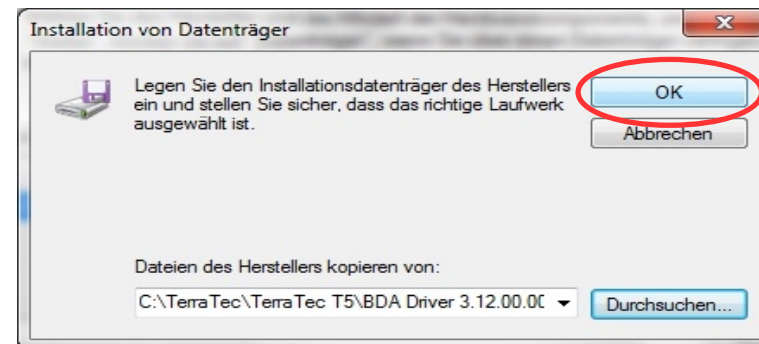 Installation von Datenträger
Legen Sie den Installationsdatenträger des Herstellers
ein und stellen Sie sicher, dass das richtige Laufwerk
ausgewählt ist.
OK
Abbrechen
Dateien des Herstellers kopieren von:
C:\TerraTec\TerraTec T5\BDA Driver 3.12.00.0
Durchsuchen...